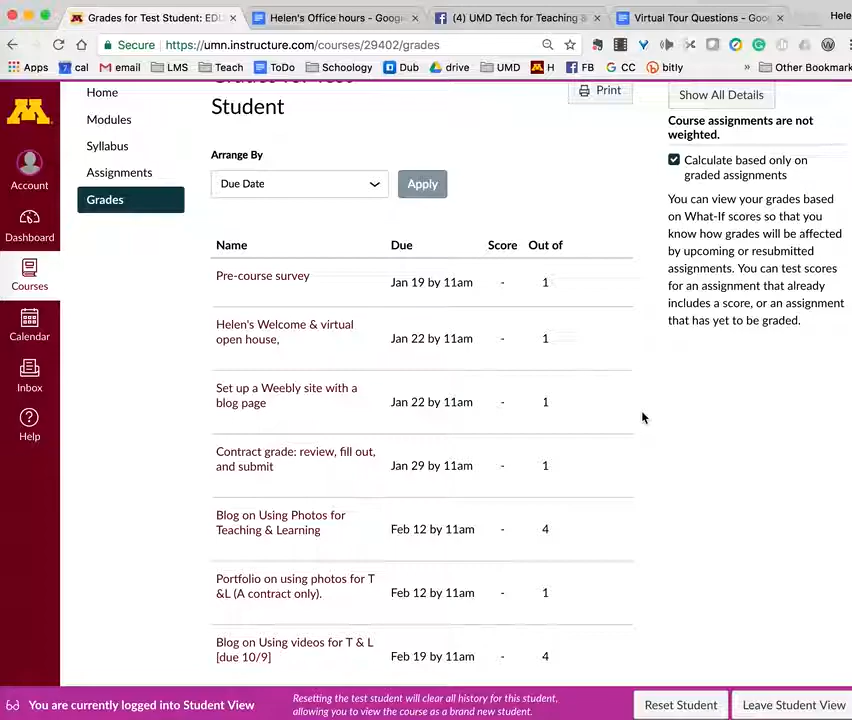 Grades for Test Student: EDU
Helen's Office hours - Goog
(4) UMD Tech for Teaching &
Virtual Tour Questions - Goog
Hele
Secure
https://umn.instructure.com/courses/29402/grades
Apps
cal
email
LMS
Teach
ToDo
Schoology
Dub
drive
UMD
H
FB
CC
bitly
»
Other Bookmark
Account
Dashboard
Courses
Calendar
Inbox
Help
Home
Modules
Syllabus
Assignments
Grades
Grades for Test
Student
Print
Arrange By
Due Date
Apply
Name Due Score Out of
Pre-course survey
Jan 19 by 11am - 1
Helen's Welcome & virtual
open house,
Jan 22 by 11am - 1
Set up a Weebly site with a
blog page
Jan 22 by 11am - 1
Contract grade: review, fill out,
and submit
Jan 29 by 11am - 1
Blog on Using Photos for
Teaching & Learning
Feb 12 by 11am - 4
Portfolio on using photos for T
&L (A contract only).
Feb 12 by 11am - 1
Blog on Using videos for T & L
[due 10/9]
Feb 19 by 11am - 4
Show All Details
Course assignments are not
weighted.
Calculate based only on
graded assignments
You can view your grades based
on What-If scores so that you
know how grades will be affected
by upcoming or resubmitted
assignments. You can test scores
for an assignment that already
includes a score, or an assignment
that has yet to be graded.
You are currently logged into Student View
Resetting the test student will clear all history for this student,
allowing you to view the course as a brand new student.
Reset Student
Leave Student View